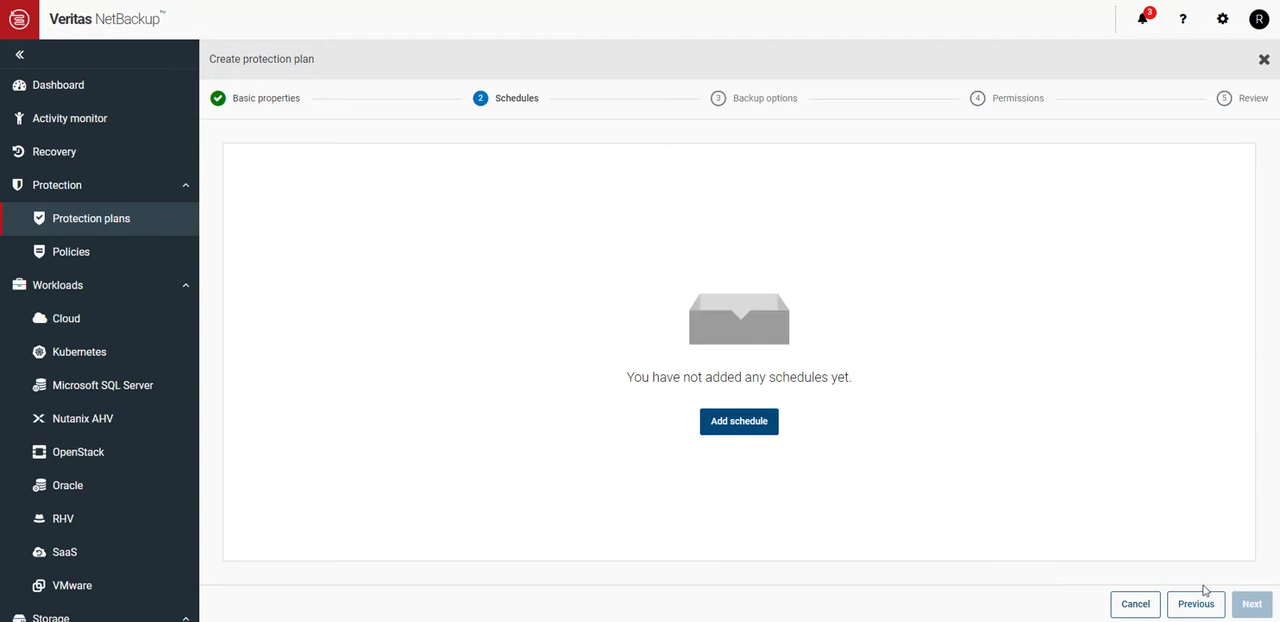 Veritas NetBackup™
3
?
R
Create protection plan
Basic properties
2 Schedules
3 Backup options
4 Permissions
5 Review
Dashboard
Activity monitor
Recovery
Protection
Protection plans
Policies
Workloads
Cloud
Kubernetes
Microsoft SQL Server
Nutanix AHV
OpenStack
Oracle
RHV
SaaS
VMware
Storage
You have not added any schedules yet.
Add schedule
Cancel
Previous
Next